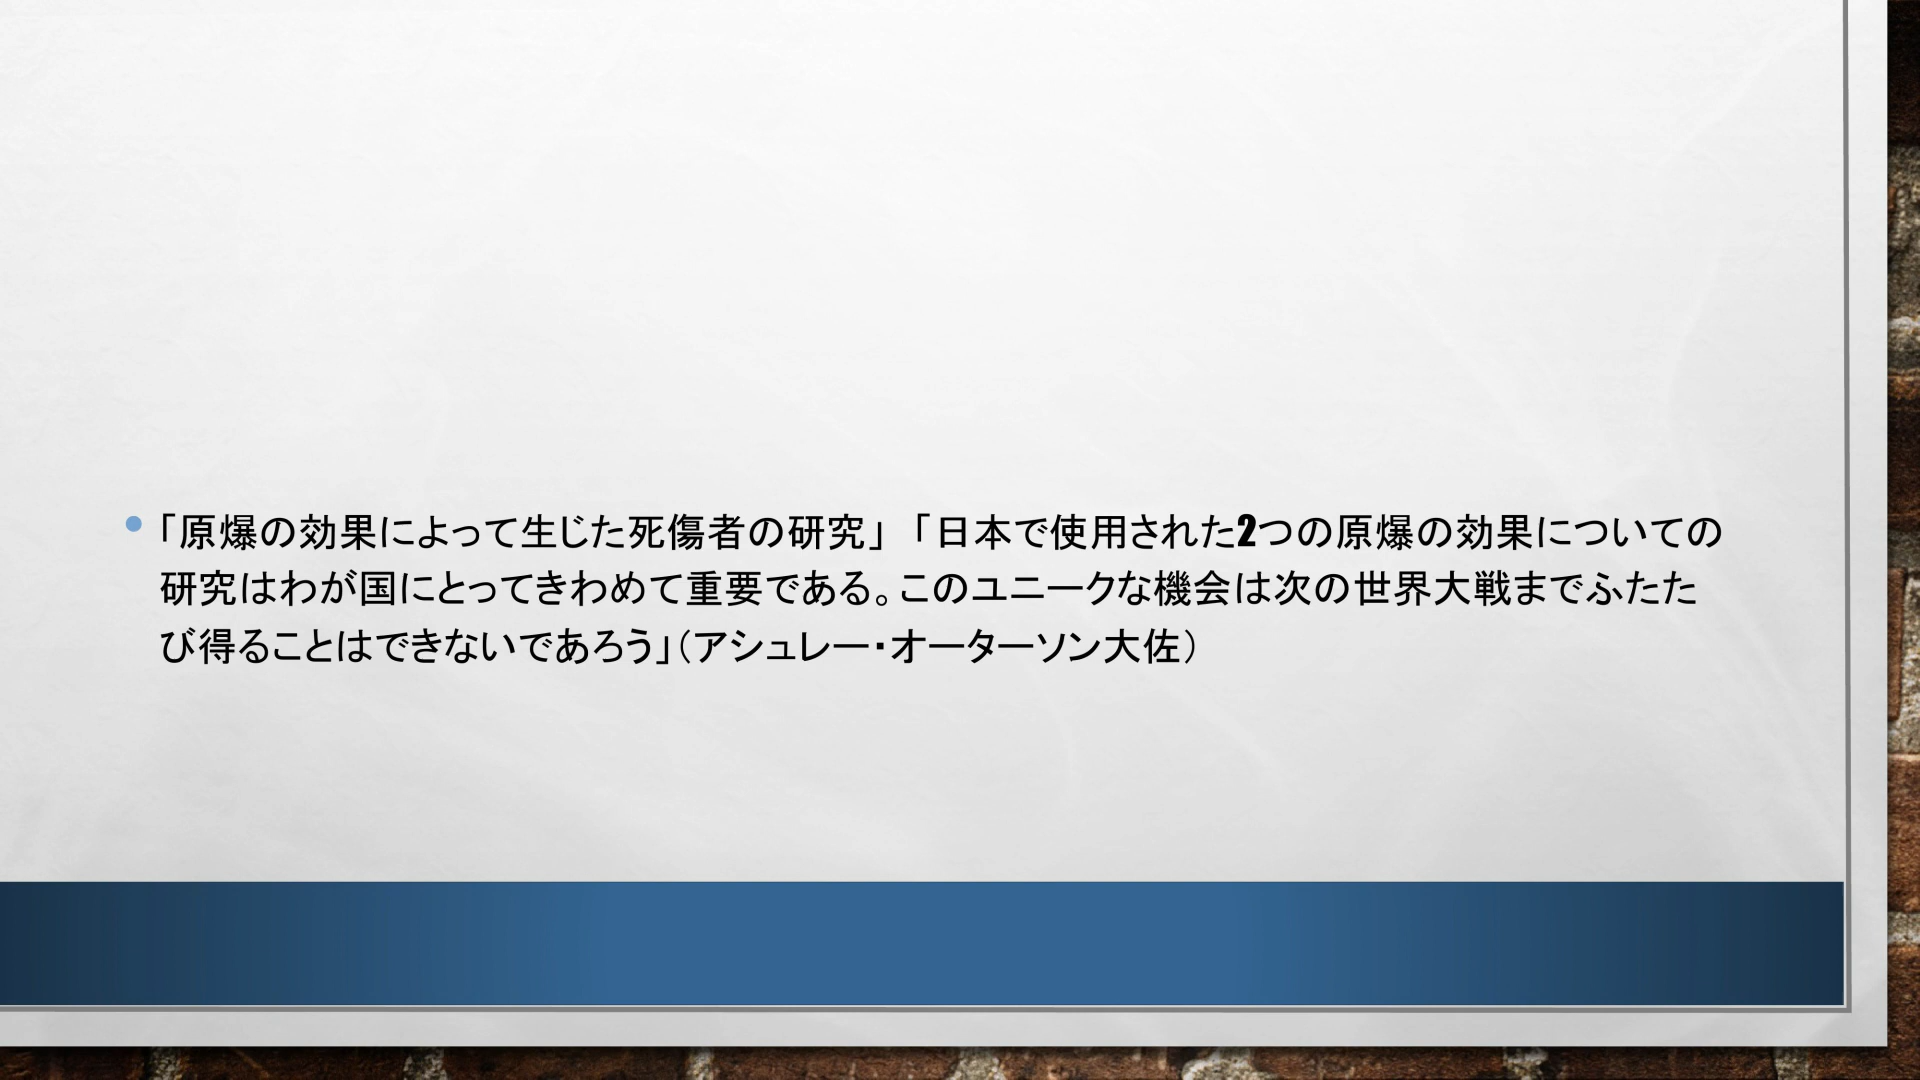 •「原爆の効果によって生じた死傷者の研究」 「日本で使用された2つの原爆の効果についての
研究はわが国にとってきわめて重要である。このユニークな機会は次の世界大戦までふたた
び得ることはできないであろう」（アシュレー・オーターソン大佐）